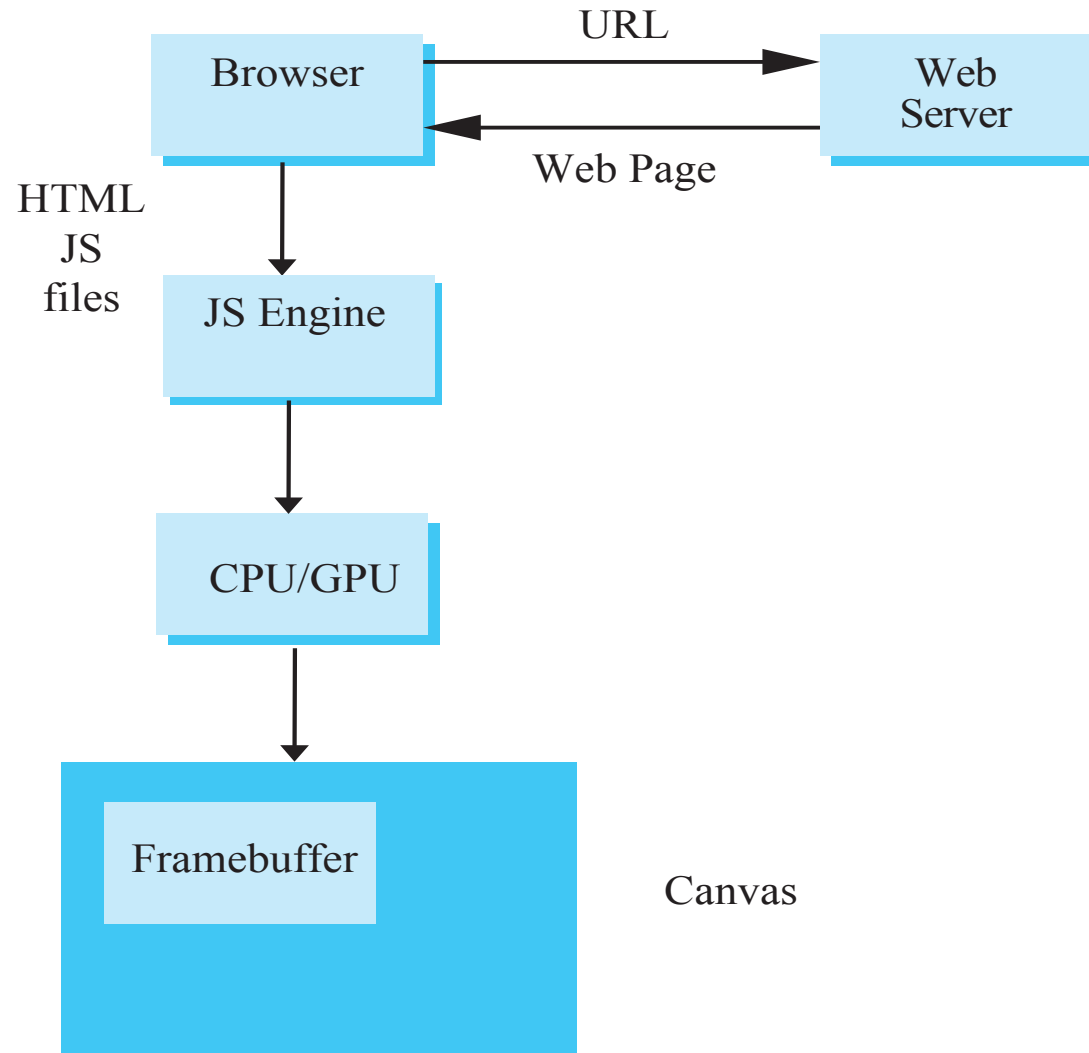 URL
Browser
Web
Server
Web Page
HTML
JS
files
JS Engine
CPU/GPU
Framebuffer
Canvas